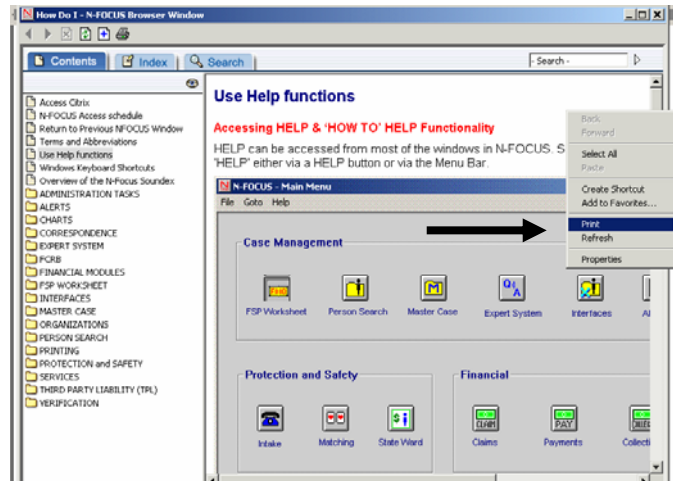 How Do I - N-FOCUS Browser Window
Contents
Index
Search
- Search -
Access Citrix
N-FOCUS Access schedule
Return to Previous NFOCUS Window
Terms and Abbreviations
Use Help functions
Windows Keyboard Shortcuts
Overview of the N-Focus Soundex
ADMINISTRATION TASKS
ALERTS
CHARTS
CORRESPONDENCE
EXPERT SYSTEM
FCRB
FINANCIAL MODULES
FSP WORKSHEET
INTERFACES
MASTER CASE
ORGANIZATIONS
PERSON SEARCH
PRINTING
PROTECTION and SAFETY
SERVICES
THIRD PARTY LIABILITY (TPL)
VERIFICATION
Use Help functions
Accessing HELP & 'HOW TO' HELP Functionality
HELP can be accessed from most of the windows in N-FOCUS. S
'HELP' either via a HELP button or via the Menu Bar.
N-FOCUS - Main Menu
File Goto Help
Case Management
FSP Worksheet Person Search Master Case Expert System Interfaces
Protection and Safety
Financial
CLAIM PAY
Intake Matching State Ward Claims Payments Collecti
Back
Forward
Select All
Paste
Create Shortcut
Add to Favorites...
Print
Refresh
Properties